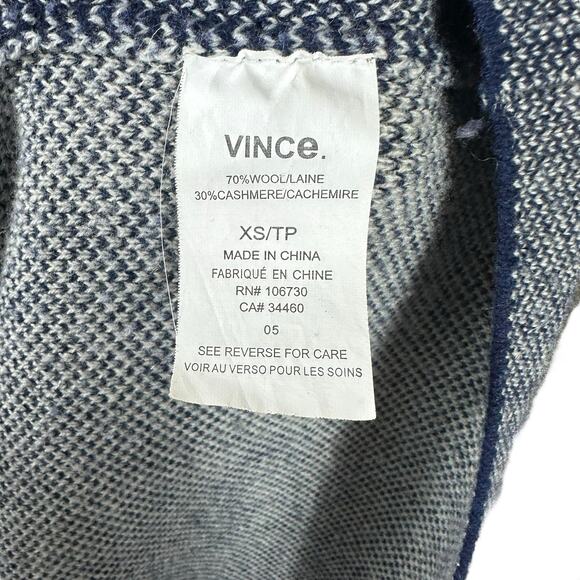 VINCe.
70%WOOL/LAINE
30%CASHMERE/CACHEMIRE
XS/TP
MADE IN CHINA
FABRIQUÉ EN CHINE
RN# 106730
CA# 34460
05
SEE REVERSE FOR CARE
VOIR AU VERSO POUR LES SOINS